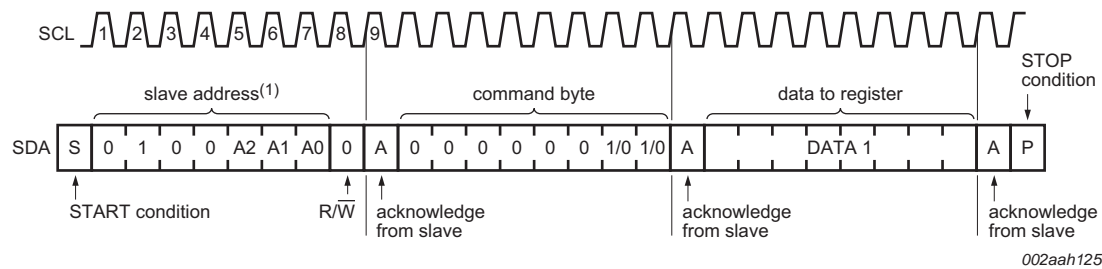 SCL 1 2 3 4 5 6 7 8 9
STOP
condition
slave address(1) command byte data to register
SDA S 0 1 0 0 A2 A1 A0 0 A 0 0 0 0 0 0 1/0 1/0 A DATA 1 A P
START condition R/W acknowledge from slave acknowledge from slave acknowledge from slave
002aah125